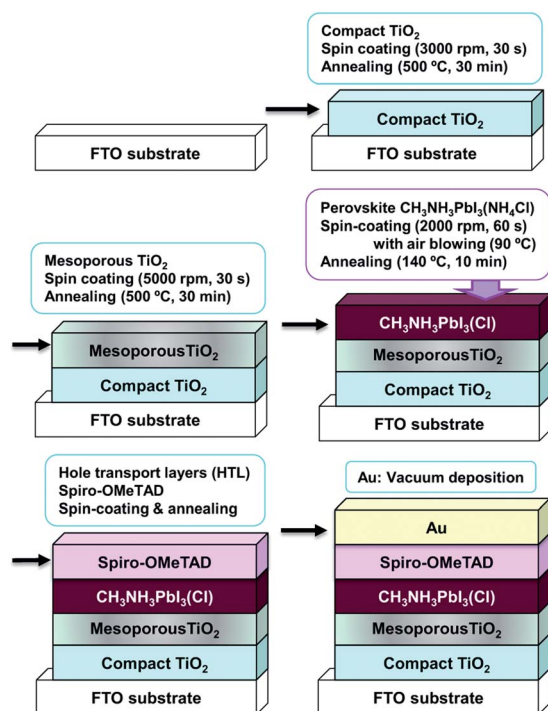 Compact TiO₂
Spin coating (3000 rpm, 30 s)
Annealing (500 ºC, 30 min)
FTO substrate
Compact TiO₂
FTO substrate
Mesoporous TiO₂
Spin coating (5000 rpm, 30 s)
Annealing (500 ºC, 30 min)
MesoporousTiO₂
Compact TiO₂
FTO substrate
Perovskite CH₃NH₃PbI₃(NH₄Cl)
Spin-coating (2000 rpm, 60 s)
with air blowing (90 ºC)
Annealing (140 ºC, 10 min)
CH₃NH₃PbI₃(Cl)
MesoporousTiO₂
Compact TiO₂
FTO substrate
Hole transport layers (HTL)
Spiro-OMeTAD
Spin-coating & annealing
Spiro-OMeTAD
CH₃NH₃PbI₃(Cl)
MesoporousTiO₂
Compact TiO₂
FTO substrate
Au: Vacuum deposition
Au
Spiro-OMeTAD
CH₃NH₃PbI₃(Cl)
MesoporousTiO₂
Compact TiO₂
FTO substrate